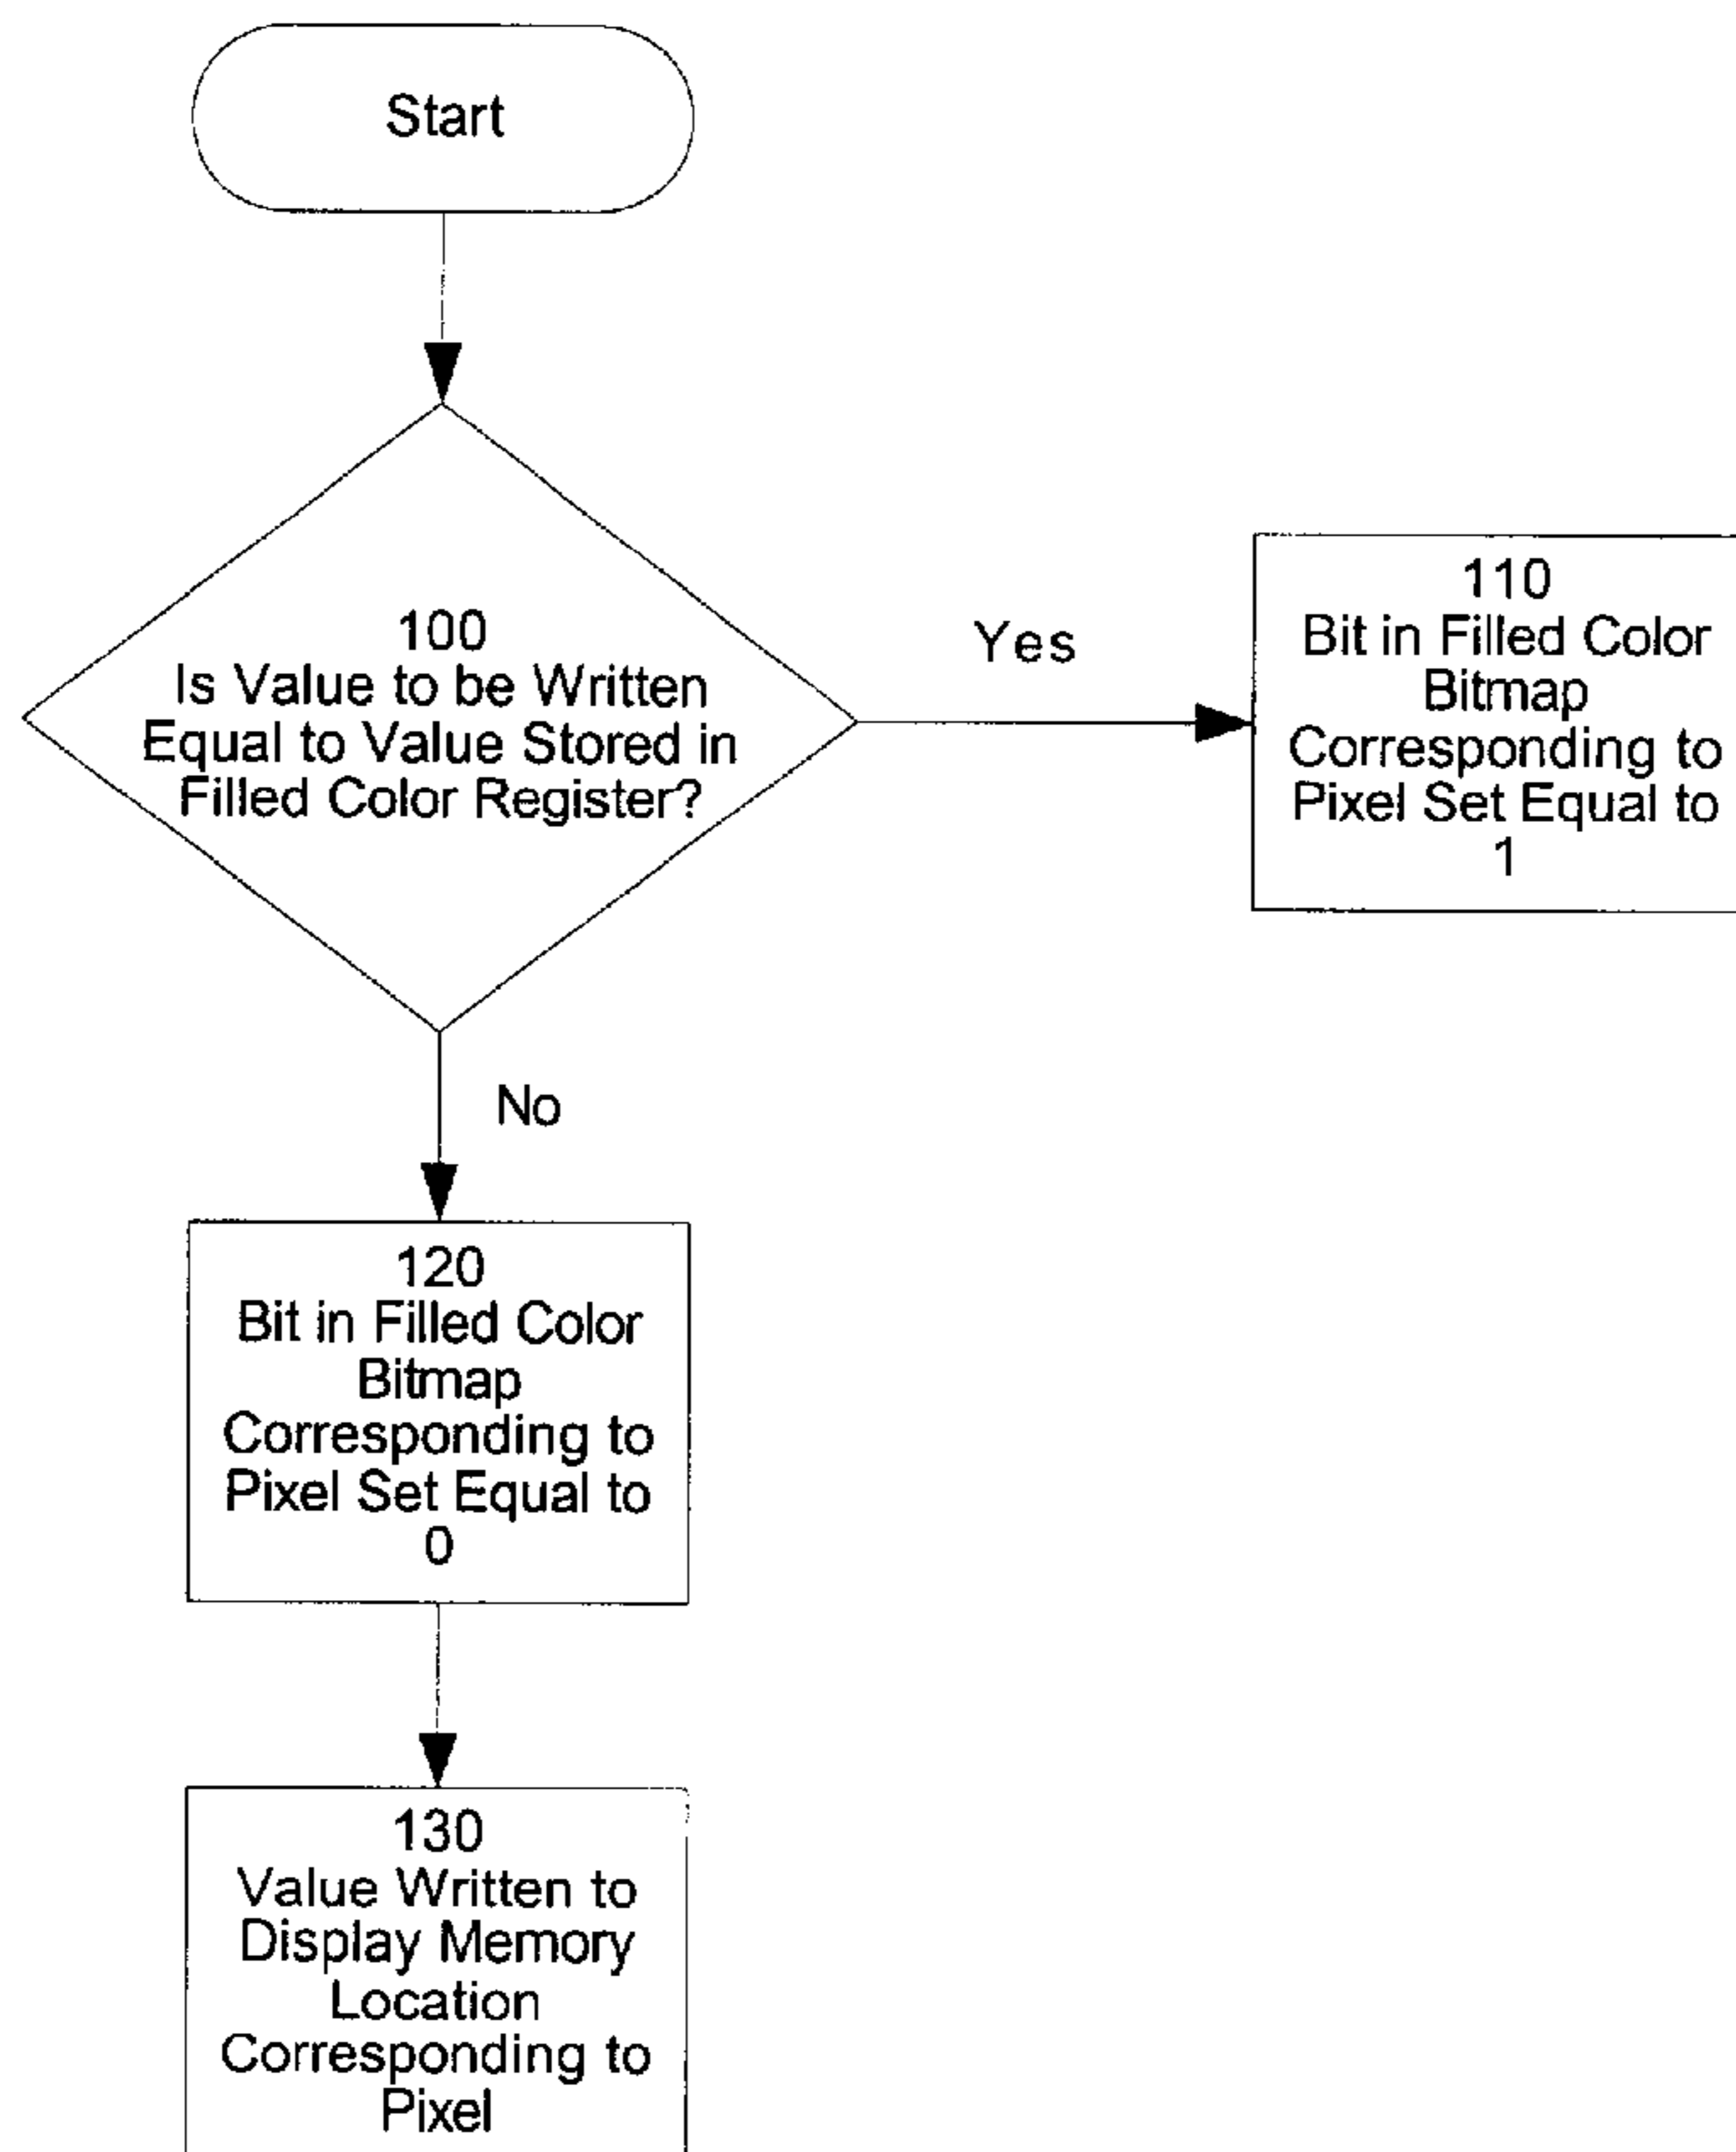 Start
100
Is Value to be Written
Equal to Value Stored in
Filled Color Register?
Yes
110
Bit in Filled Color
Bitmap
Corresponding to
Pixel Set Equal to
1
No
120
Bit in Filled Color
Bitmap
Corresponding to
Pixel Set Equal to
0
130
Value Written to
Display Memory
Location
Corresponding to
Pixel